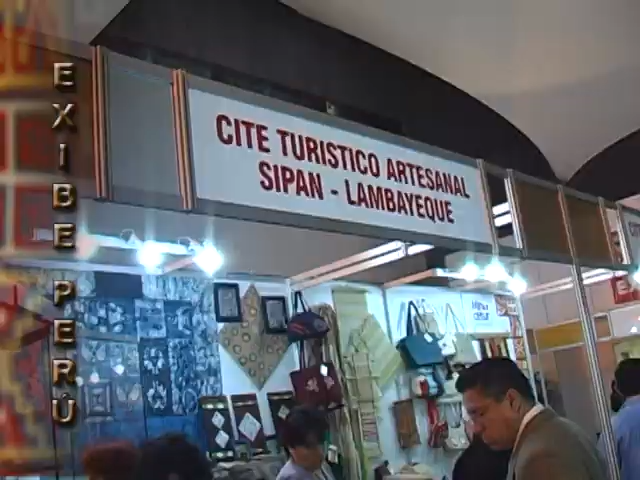 EXIBE PERÚ
CITE TURISTICO ARTESANAL
SIPAN - LAMBAYEQUE